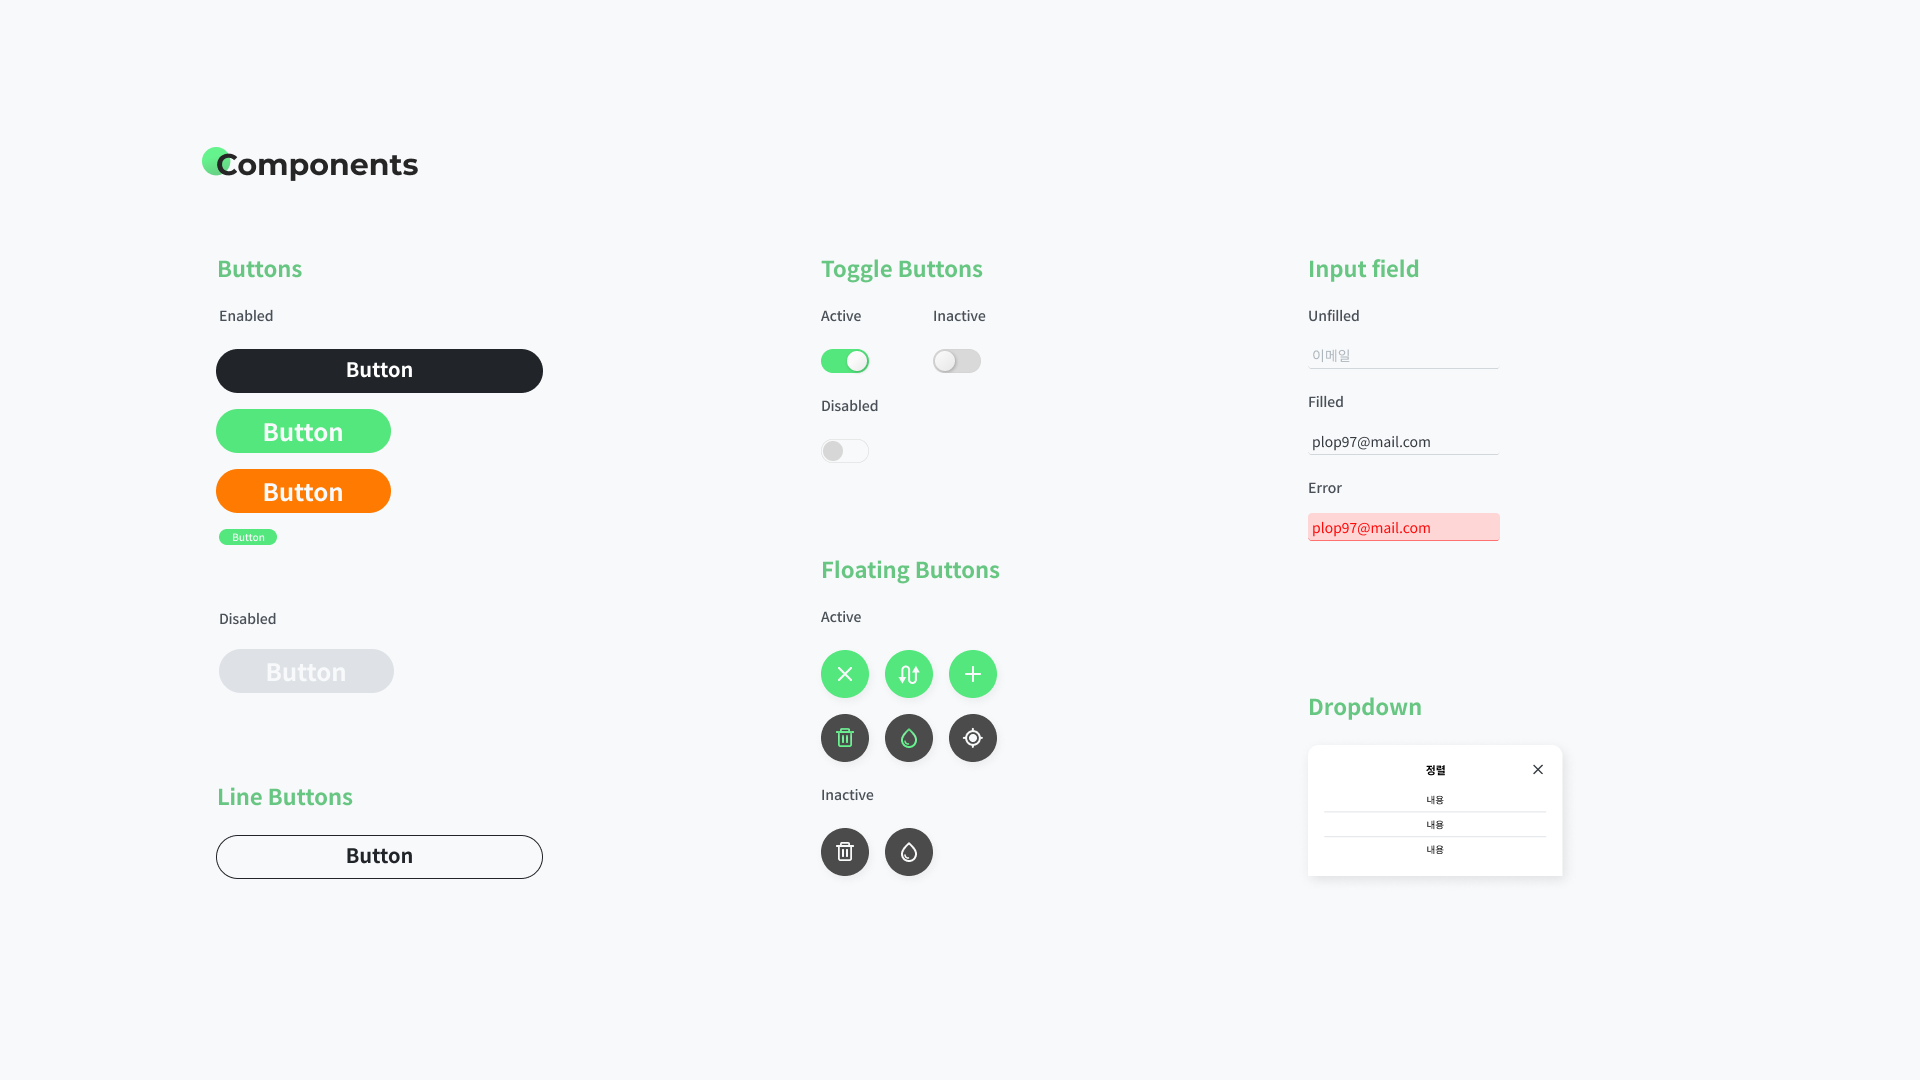 Components
Buttons
Enabled
Button
Button
Button
Button
Disabled
Button
Line Buttons
Button
Toggle Buttons
Active
Inactive
Disabled
Floating Buttons
Active
Inactive
Input field
Unfilled
이메일
Filled
plop97@mail.com
Error
plop97@mail.com
Dropdown
정렬
내용
내용
내용